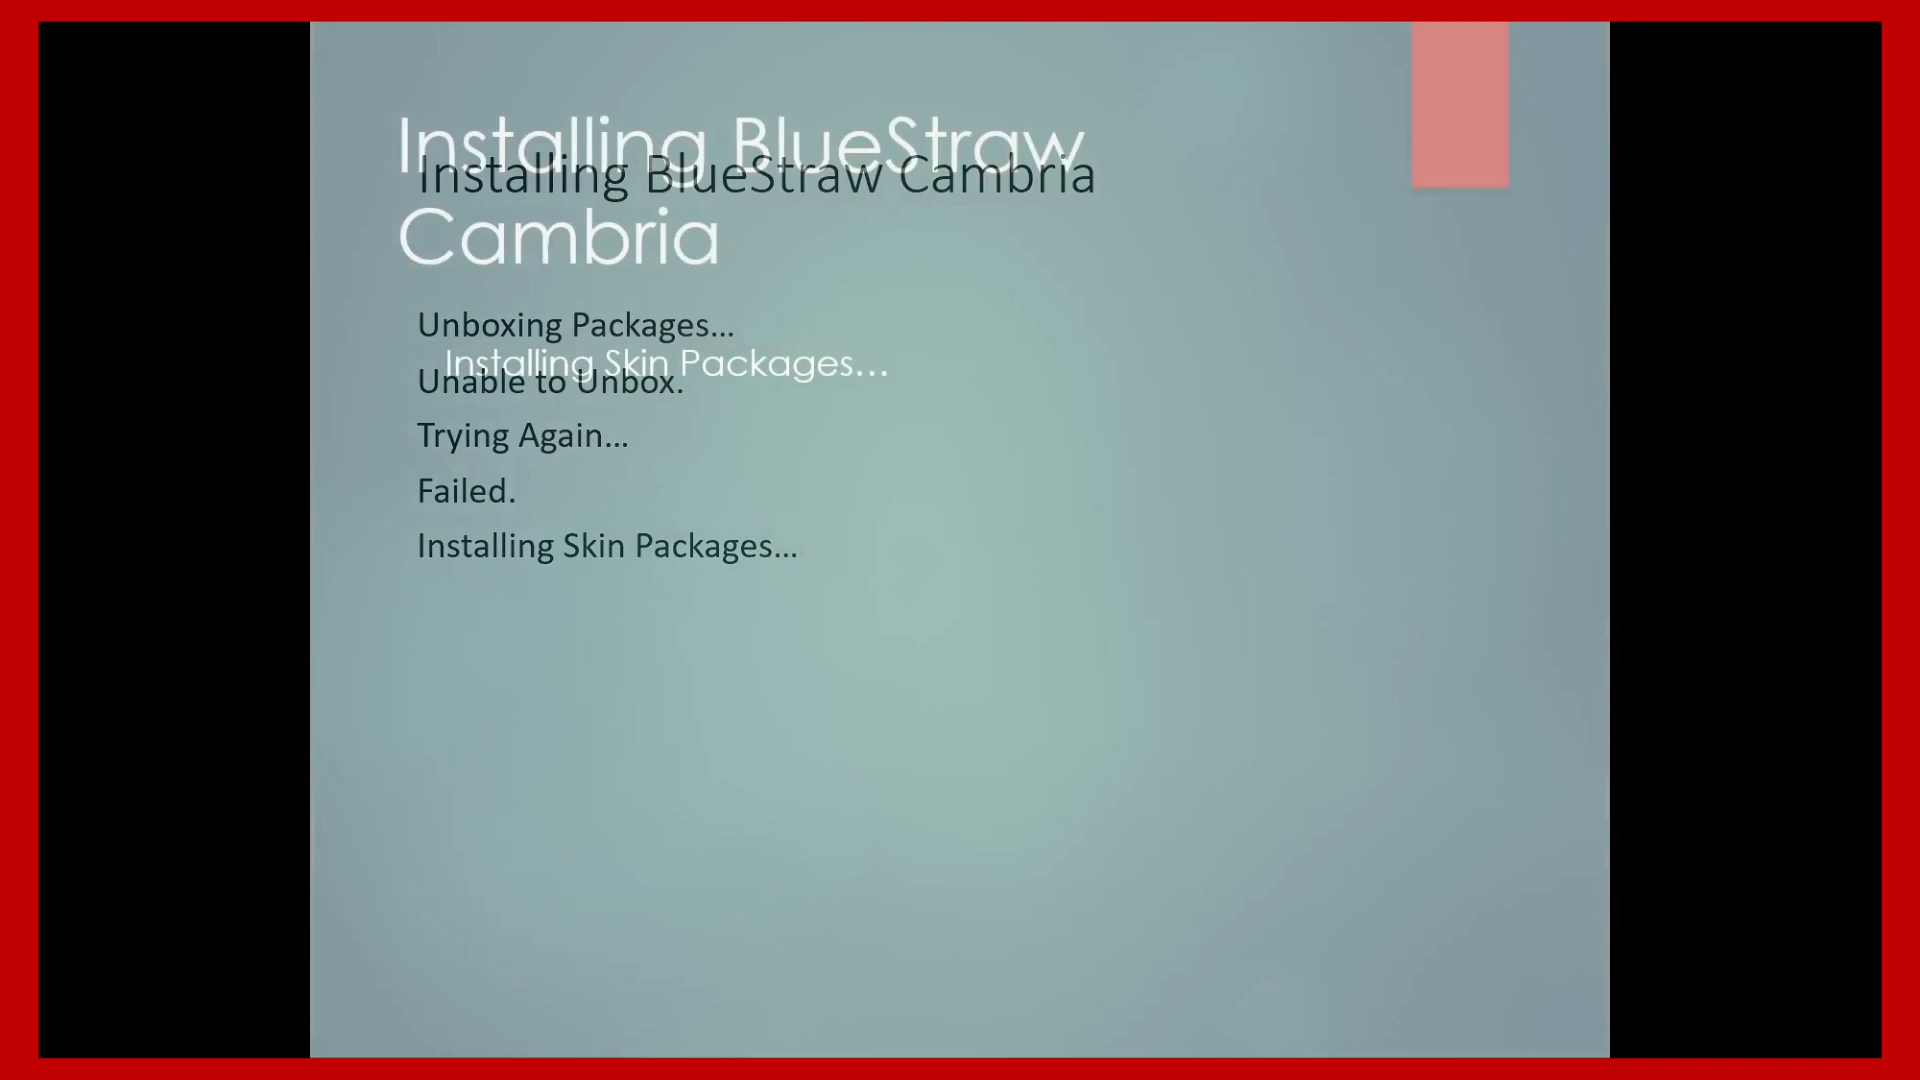 Installing BlueStraw
Cambria
Installing BlueStraw Cambria
Unboxing Packages...
Installing Skin Packages...
Unable to Unbox.
Trying Again...
Failed.
Installing Skin Packages...